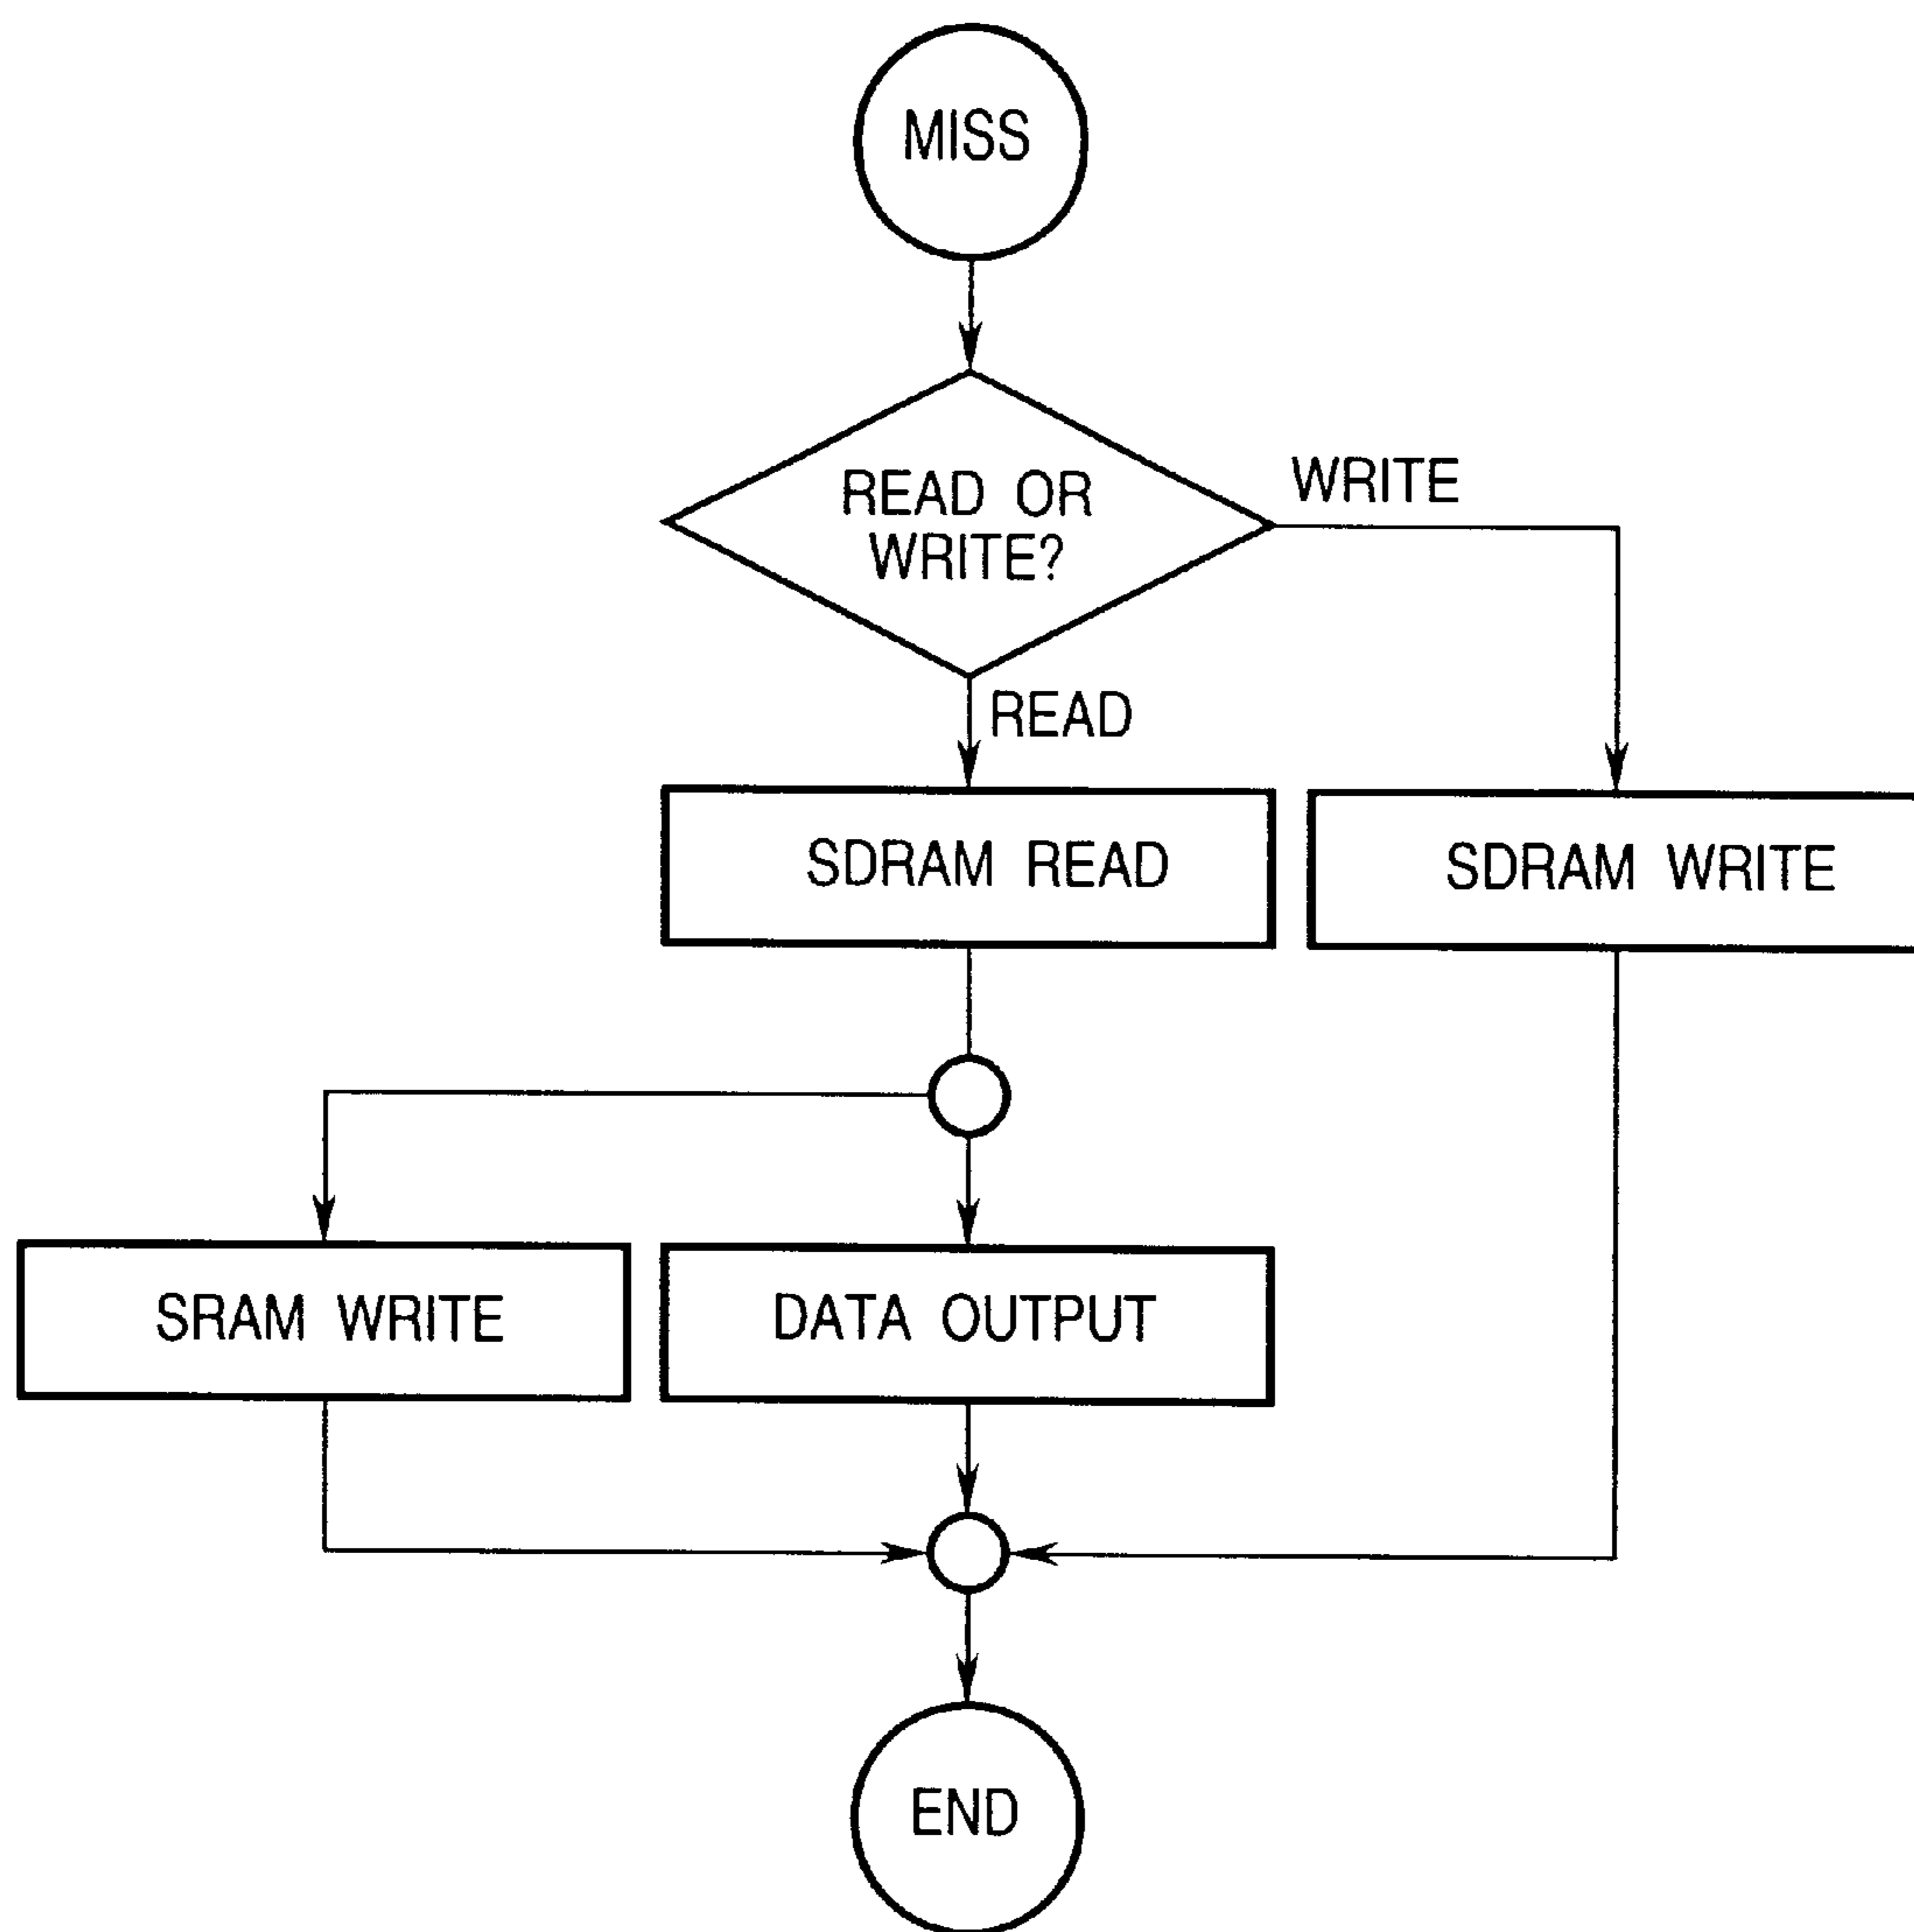 MISS
READ OR
WRITE?
WRITE
READ
SDRAM READ
SDRAM WRITE
SRAM WRITE
DATA OUTPUT
END